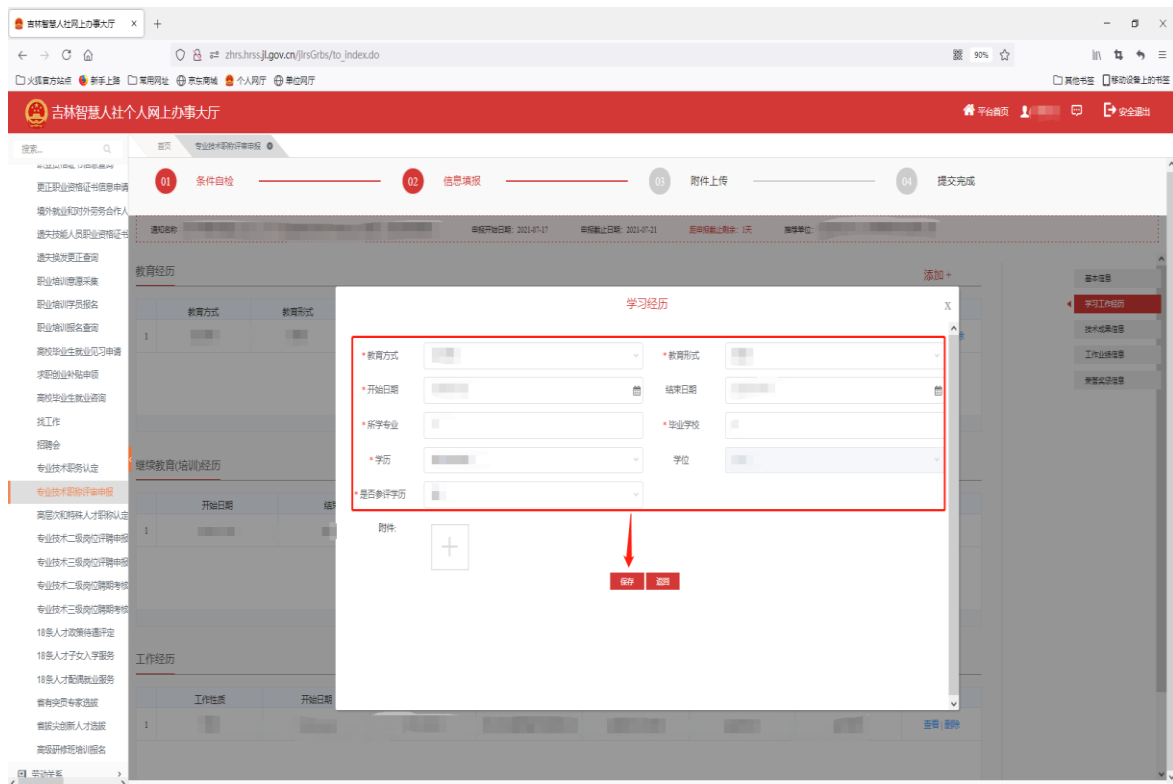 吉林智慧人社网上办事大厅 X +
zhrs.hrss.jl.gov.cn/jlrsGrbs/to_index.do 90%
火狐官方站点 新手上路 常用网址 京东商城 个人网厅 单位网厅 其他书签 移动设备上的书签
吉林智慧人社个人网上办事大厅 平台首页 安全退出
搜索... 首页 专业技术职称评审申报
01 条件自检 02 信息填报 03 附件上传 04 提交完成
通知名称: 申报开始日期: 2021-07-17 申报截止日期: 2021-07-21 距申报截止剩余: 1天 推荐单位:
更正职业资格证书信息申请
境外就业和对外劳务合作人
遗失技能人员职业资格证书
遗失换发更正查询
职业培训意愿采集
职业培训学员报名
职业培训报名查询
高校毕业生就业见习申请
求职创业补贴申领
高校毕业生就业咨询
找工作
招聘会
专业技术职务认定
专业技术职称评审申报
高层次和特殊人才职称认定
专业技术二级岗位评聘申报
专业技术三级岗位评聘申报
专业技术二级岗位聘期考核
专业技术三级岗位聘期考核
18条人才政策待遇评定
18条人才子女入学服务
18条人才配偶就业服务
省有突贡专家选拔
省拔尖创新人才选拔
高级研修班培训报名
劳动关系
教育经历 添加 +
教育方式 教育形式
1
继续教育(培训)经历
开始日期
1
工作经历
工作性质 开始日期
1 查看 | 删除
学习经历 X
*教育方式 *教育形式
*开始日期 结束日期
*所学专业 *毕业学校
*学历 学位
*是否参评学历
附件:
保存 返回
基本信息
学习工作经历
技术成果信息
工作业绩信息
荣誉奖惩信息